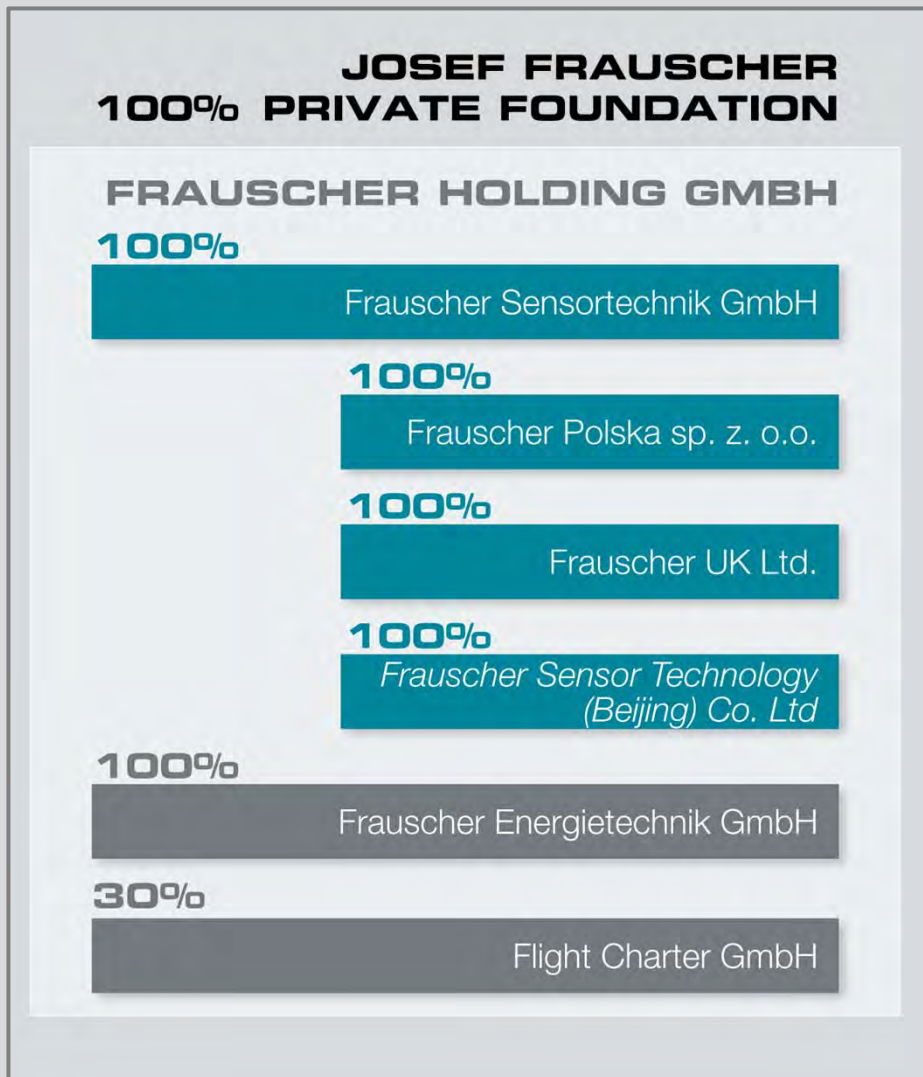 JOSEF FRAUSCHER
100% PRIVATE FOUNDATION
FRAUSCHER HOLDING GMBH
100%
Frauscher Sensortechnik GmbH
100%
Frauscher Polska sp. z. o.o.
100%
Frauscher UK Ltd.
100%
Frauscher Sensor Technology
(Beijing) Co. Ltd
100%
Frauscher Energietechnik GmbH
30%
Flight Charter GmbH